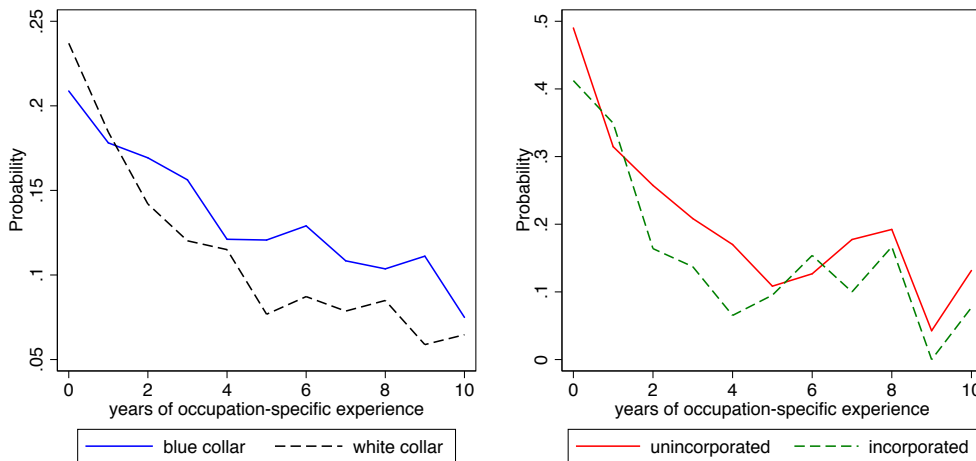 .25
.2
.15
.1
.05
Probability
0 2 4 6 8 10
years of occupation-specific experience
blue collar white collar
.5
.4
.3
.2
.1
0
Probability
0 2 4 6 8 10
years of occupation-specific experience
unincorporated incorporated